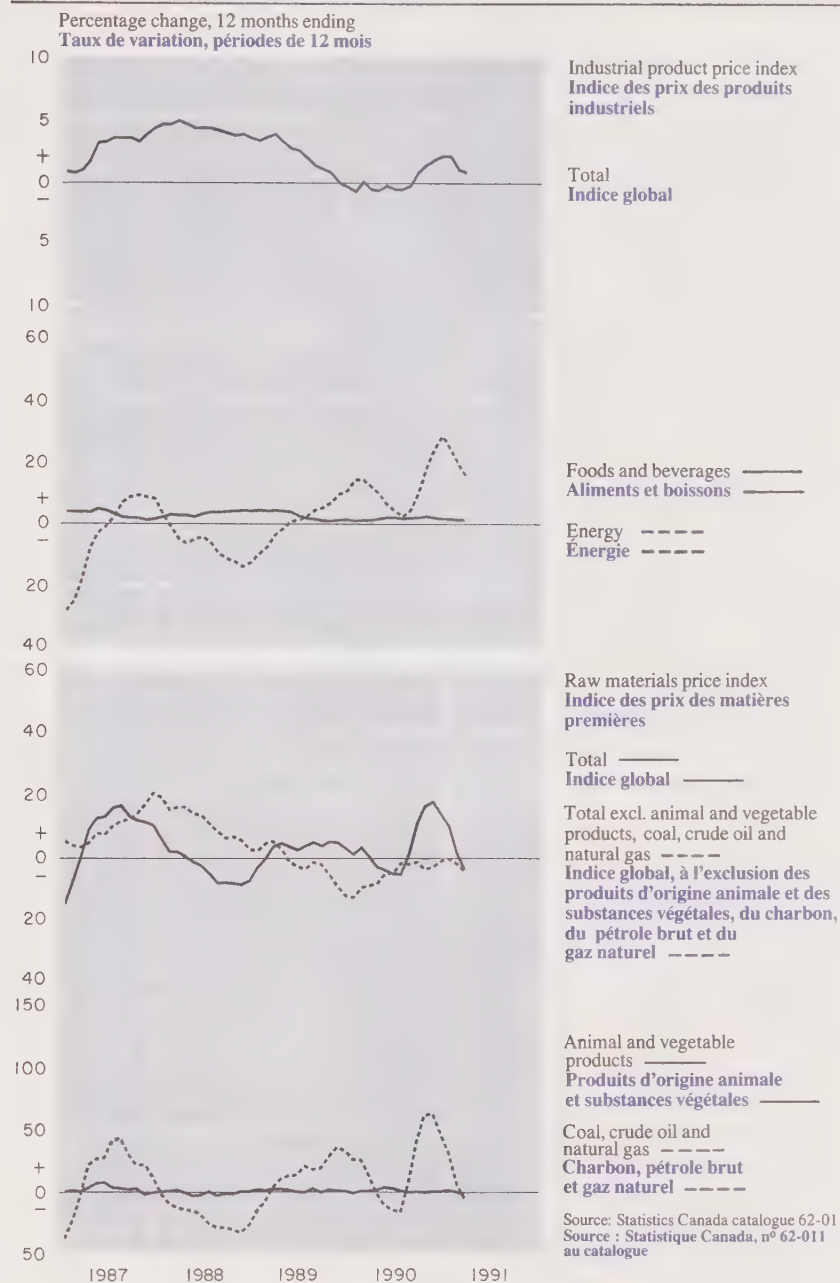 Percentage change, 12 months ending
Taux de variation, périodes de 12 mois
10
5
+
0
−
5
10
Industrial product price index
Indice des prix des produits
industriels
Total
Indice global
60
40
20
+
0
−
20
40
Foods and beverages
Aliments et boissons
Energy
Énergie
60
40
20
+
0
−
20
40
Raw materials price index
Indice des prix des matières
premières
Total
Indice global
Total excl. animal and vegetable
products, coal, crude oil and
natural gas
Indice global, à l'exclusion des
produits d'origine animale et des
substances végétales, du charbon,
du pétrole brut et du
gaz naturel
150
100
50
+
0
−
50
Animal and vegetable
products
Produits d'origine animale
et substances végétales
Coal, crude oil and
natural gas
Charbon, pétrole brut
et gaz naturel
1987 1988 1989 1990 1991
Source: Statistics Canada catalogue 62-01
Source : Statistique Canada, nº 62-011
au catalogue